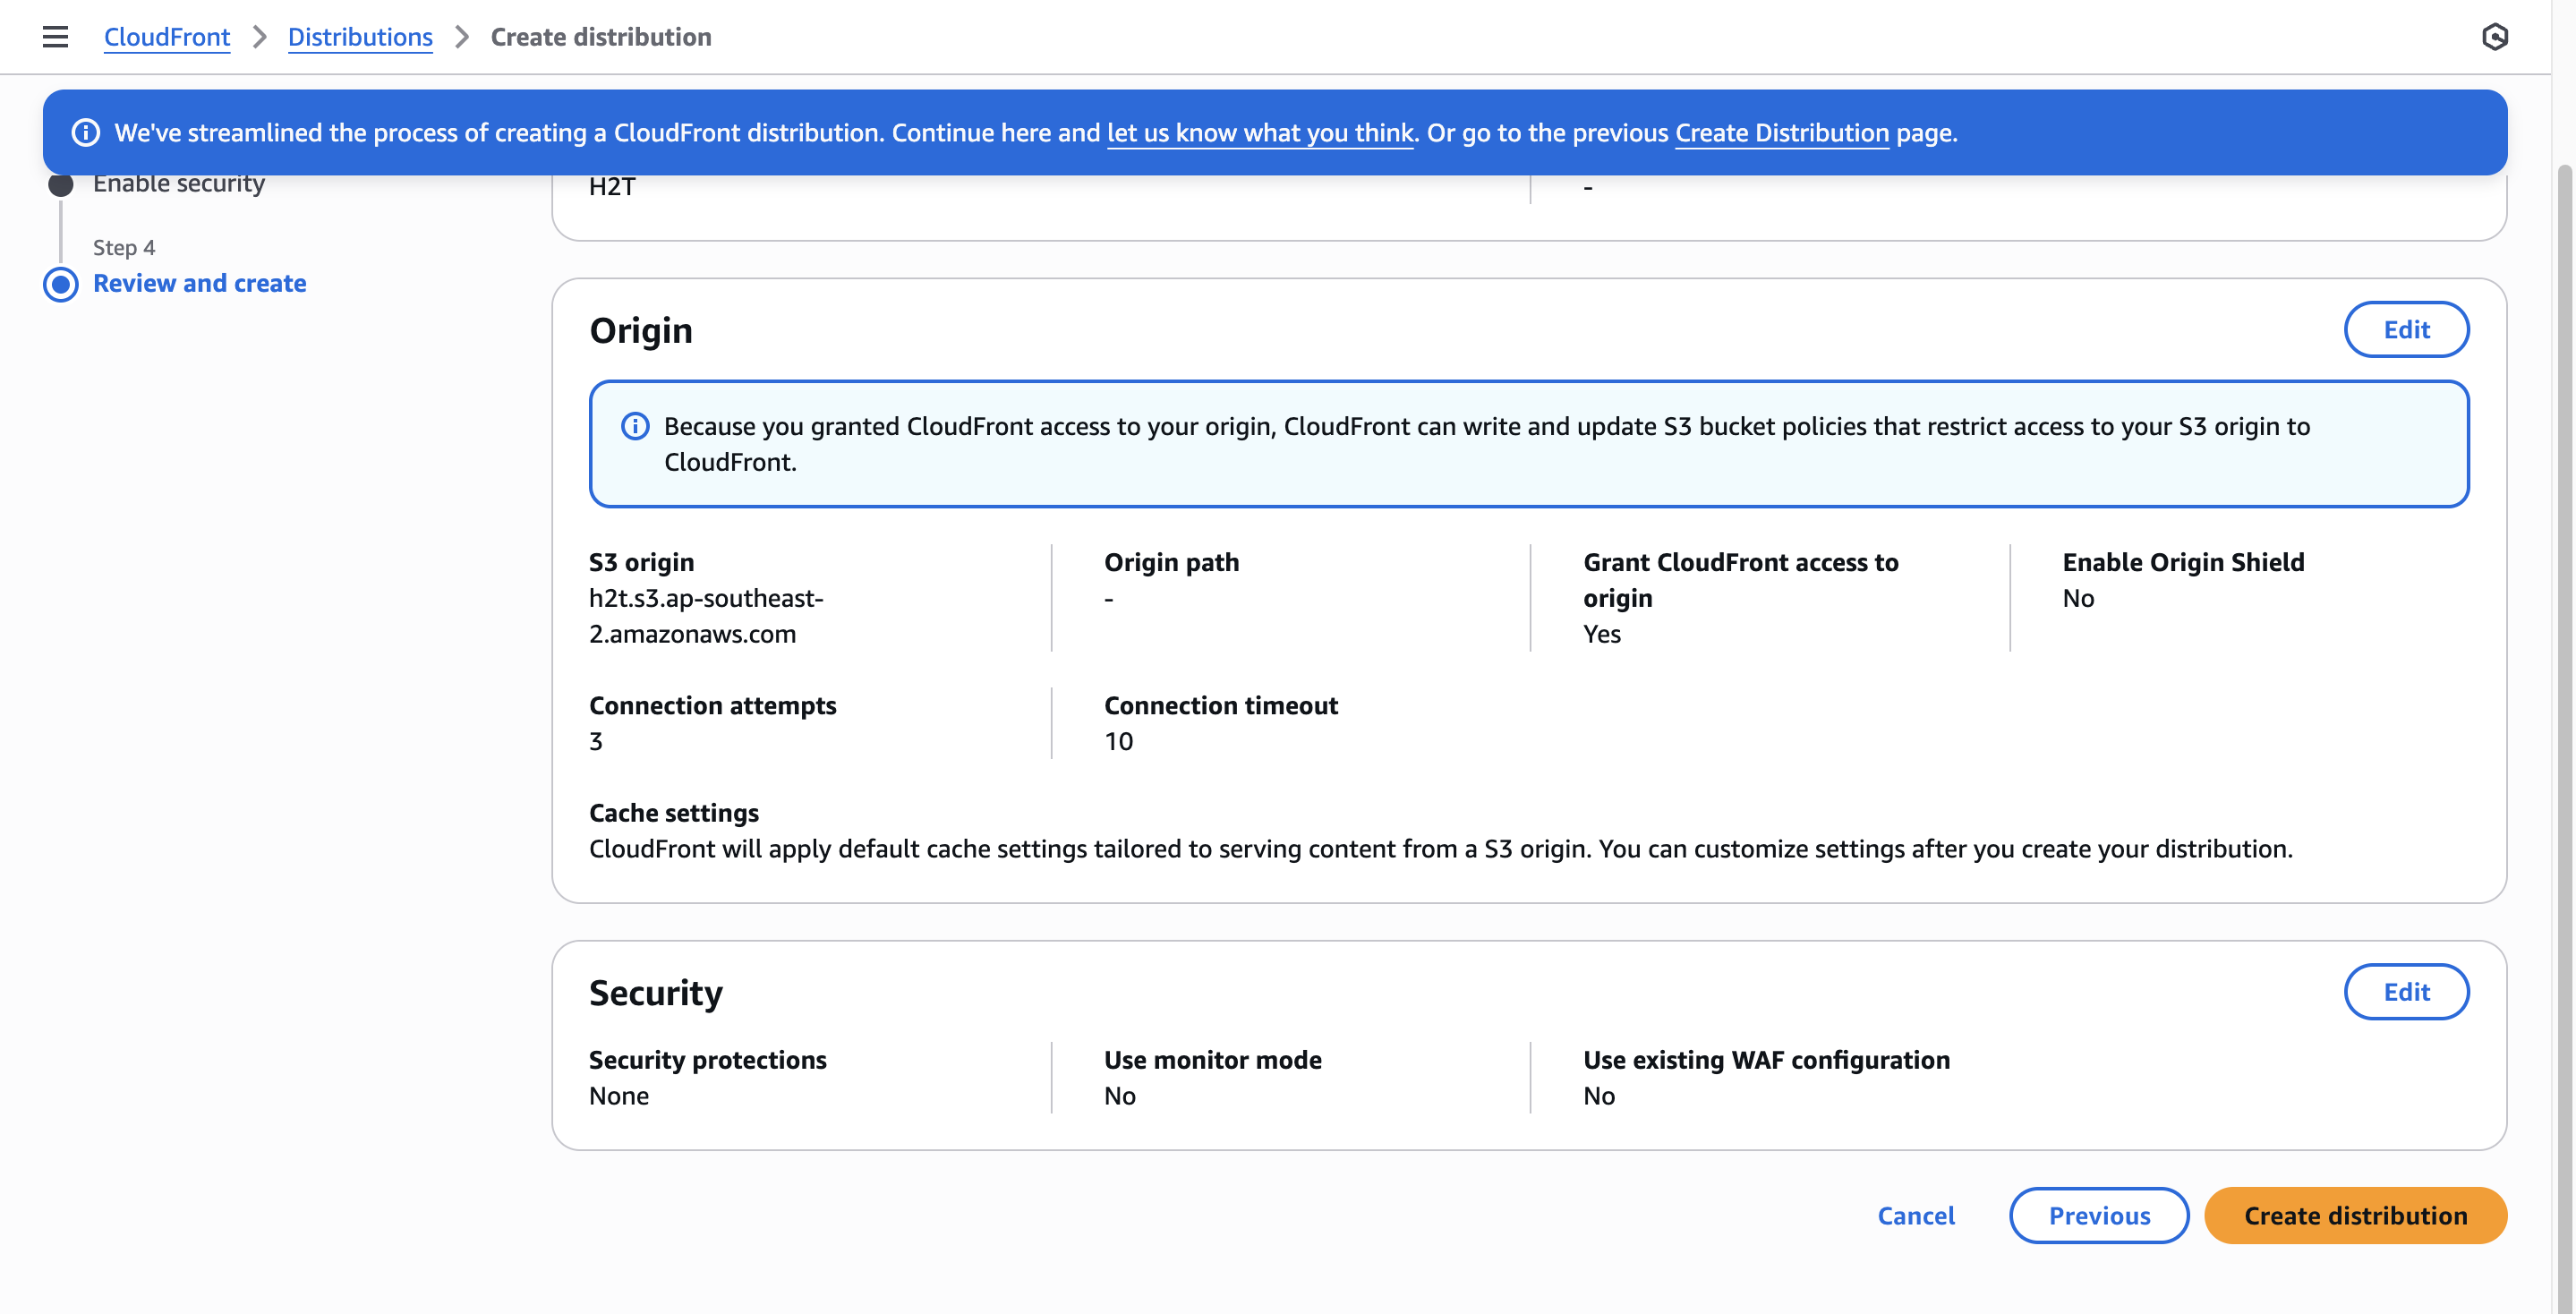 CloudFront > Distributions > Create distribution
We've streamlined the process of creating a CloudFront distribution. Continue here and let us know what you think. Or go to the previous Create Distribution page.
Enable security
Step 4
Review and create
H2T
-
Origin
Edit
Because you granted CloudFront access to your origin, CloudFront can write and update S3 bucket policies that restrict access to your S3 origin to
CloudFront.
S3 origin
h2t.s3.ap-southeast-
2.amazonaws.com
Origin path
-
Grant CloudFront access to
origin
Yes
Enable Origin Shield
No
Connection attempts
3
Connection timeout
10
Cache settings
CloudFront will apply default cache settings tailored to serving content from a S3 origin. You can customize settings after you create your distribution.
Security
Edit
Security protections
None
Use monitor mode
No
Use existing WAF configuration
No
Cancel
Previous
Create distribution